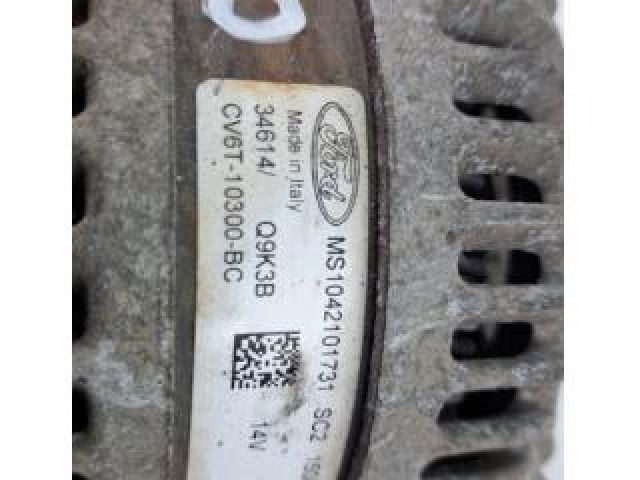 Ford
MS1042101731 SC2
Made in Italy
34614/ Q9K3B 14V
CV6T-10300-BC